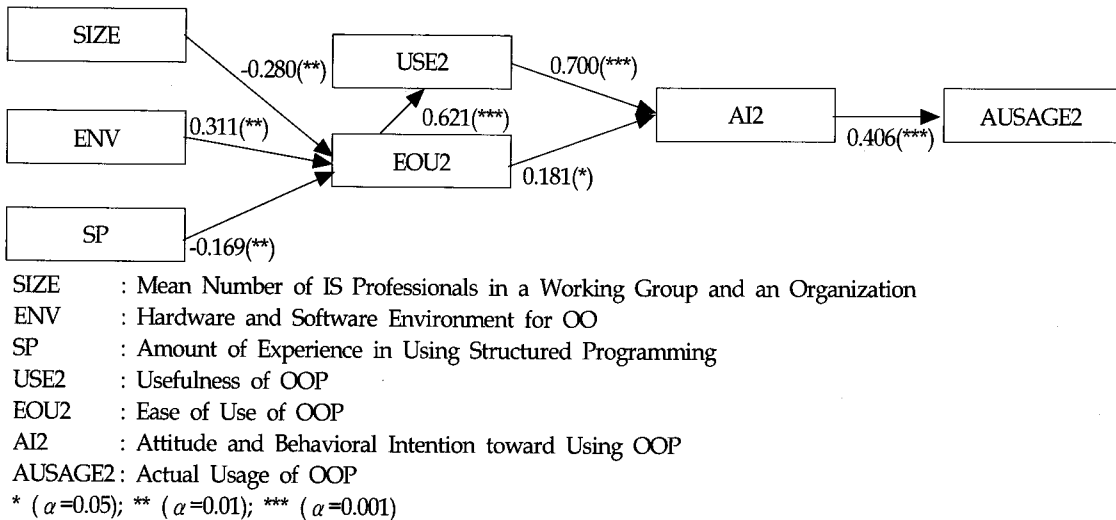 SIZE
-0.280(**)
USE2
0.700(***)
ENV
0.311(**)
0.621(***)
AI2
AUSAGE2
0.406(***)
EOU2
0.181(*)
SP
-0.169(**)
SIZE : Mean Number of IS Professionals in a Working Group and an Organization
ENV : Hardware and Software Environment for OO
SP : Amount of Experience in Using Structured Programming
USE2 : Usefulness of OOP
EOU2 : Ease of Use of OOP
AI2 : Attitude and Behavioral Intention toward Using OOP
AUSAGE2 : Actual Usage of OOP
* (α=0.05); ** (α=0.01); *** (α=0.001)